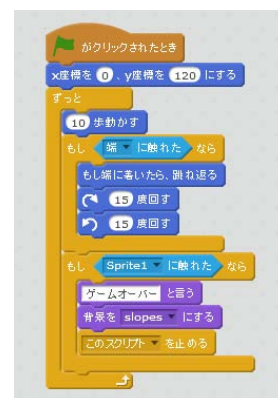 がクリックされたとき
x座標を 0 、y座標を 120 にする
ずっと
10 歩動かす
もし 端 に触れた なら
もし端に着いたら、跳ね返る
15 度回す
15 度回す
もし Sprite1 に触れた なら
ゲームオーバー と言う
背景を slopes にする
このスクリプト を止める